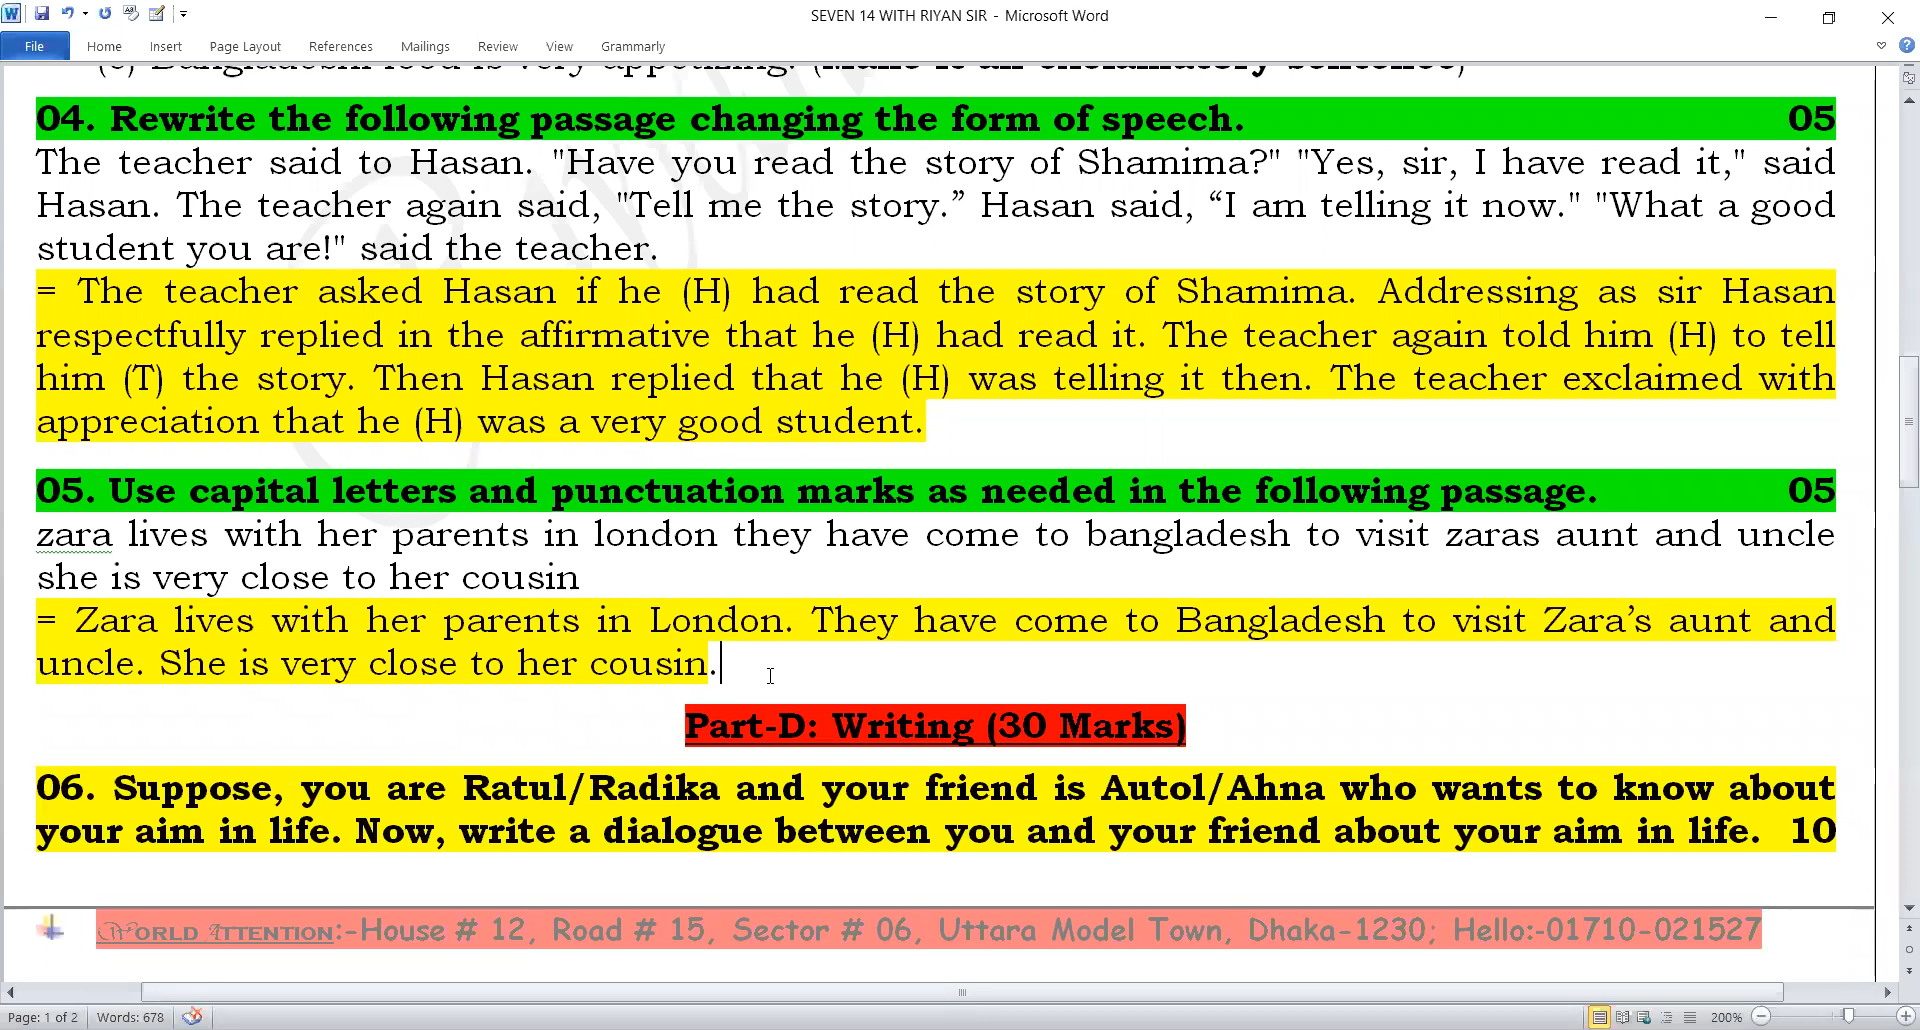 SEVEN 14 WITH RIYAN SIR - Microsoft Word
File Home Insert Page Layout References Mailings Review View Grammarly
(e) Bangladeshi food is very appetizing. (Make it an exclamatory sentence)
04. Rewrite the following passage changing the form of speech. 05
The teacher said to Hasan. "Have you read the story of Shamima?" "Yes, sir, I have read it," said
Hasan. The teacher again said, "Tell me the story.” Hasan said, “I am telling it now." "What a good
student you are!" said the teacher.
= The teacher asked Hasan if he (H) had read the story of Shamima. Addressing as sir Hasan
respectfully replied in the affirmative that he (H) had read it. The teacher again told him (H) to tell
him (T) the story. Then Hasan replied that he (H) was telling it then. The teacher exclaimed with
appreciation that he (H) was a very good student.
05. Use capital letters and punctuation marks as needed in the following passage. 05
zara lives with her parents in london they have come to bangladesh to visit zaras aunt and uncle
she is very close to her cousin
= Zara lives with her parents in London. They have come to Bangladesh to visit Zara’s aunt and
uncle. She is very close to her cousin.
Part-D: Writing (30 Marks)
06. Suppose, you are Ratul/Radika and your friend is Autol/Ahna who wants to know about
your aim in life. Now, write a dialogue between you and your friend about your aim in life. 10
WORLD ATTENTION:-House # 12, Road # 15, Sector # 06, Uttara Model Town, Dhaka-1230; Hello:-01710-021527
Page: 1 of 2 Words: 678 200%